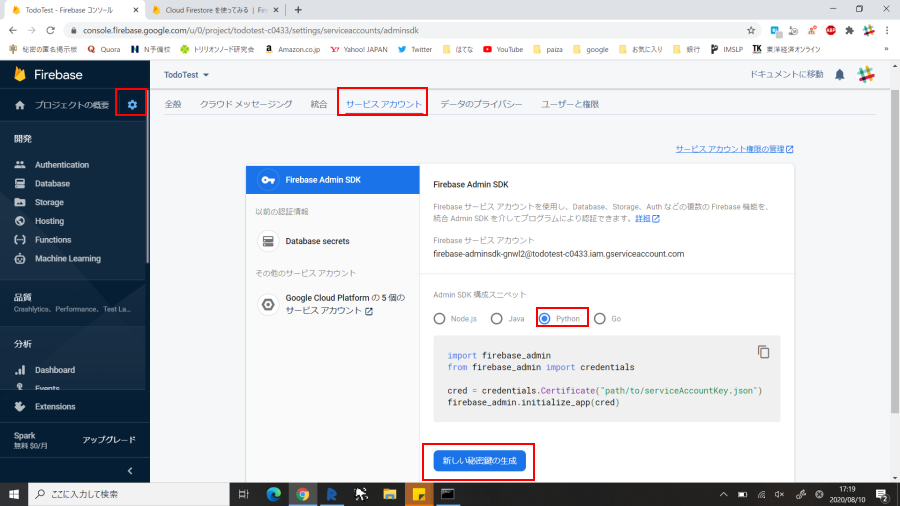 TodoTest - Firebase コンソール
Cloud Firestore を使ってみる | Fire
console.firebase.google.com/u/0/project/todotest-c0433/settings/serviceaccounts/adminsdk
秘密の匿名掲示板
Quora
N予備校
トリリオンノード研究会
Amazon.co.jp
Yahoo! JAPAN
Twitter
はてな
YouTube
paiza
google
お気に入り
銀行
IMSLP
東洋経済オンライン
Firebase
TodoTest
ドキュメントに移動
プロジェクトの概要
全般
クラウド メッセージング
統合
サービス アカウント
データのプライバシー
ユーザーと権限
開発
Authentication
Database
Storage
Hosting
Functions
Machine Learning
品質
Crashlytics、Performance、Test La...
分析
Dashboard
Events
Extensions
Spark
無料 $0/月
アップグレード
サービス アカウント権限の管理
Firebase Admin SDK
以前の認証情報
Database secrets
その他のサービス アカウント
Google Cloud Platform の 5 個の
サービス アカウント
Firebase Admin SDK
Firebase サービス アカウントを使用し、Database、Storage、Auth などの複数の Firebase 機能を、
統合 Admin SDK を介してプログラムにより認証できます。詳細
Firebase サービス アカウント
firebase-adminsdk-gnwl2@todotest-c0433.iam.gserviceaccount.com
Admin SDK 構成スニペット
Node.js
Java
Python
Go
import firebase_admin
from firebase_admin import credentials
cred = credentials.Certificate("path/to/serviceAccountKey.json")
firebase_admin.initialize_app(cred)
新しい秘密鍵の生成
ここに入力して検索
17:19
2020/08/10
2